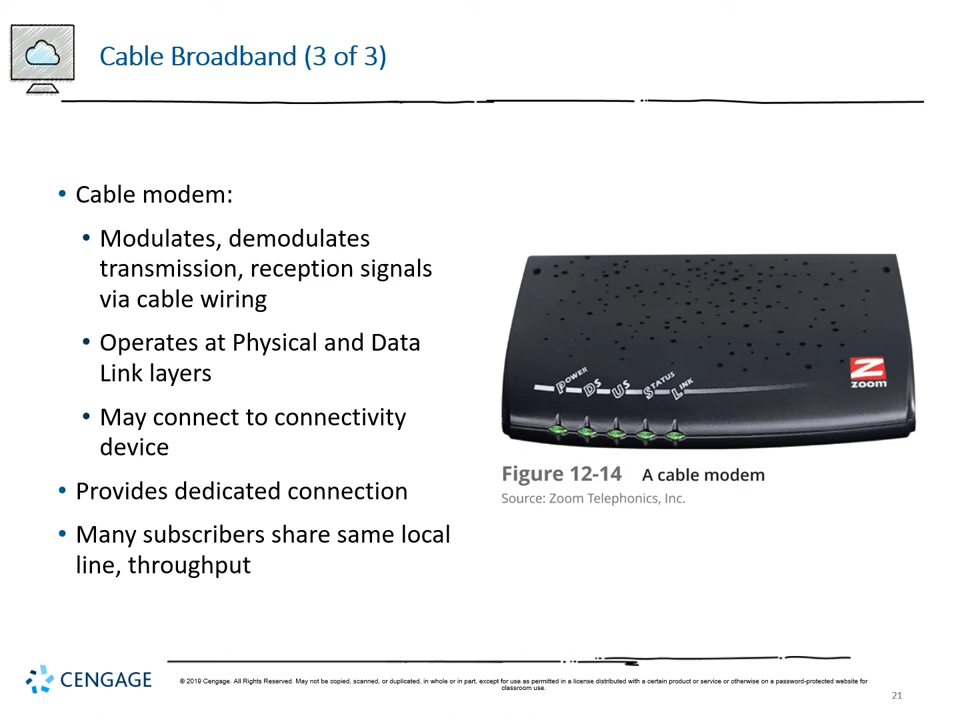 Cable Broadband (3 of 3)
• Cable modem:
• Modulates, demodulates
transmission, reception signals
via cable wiring
• Operates at Physical and Data
Link layers
• May connect to connectivity
device
• Provides dedicated connection
• Many subscribers share same local
line, throughput
POWER DS US STATUS LINK
Z
ZOOM
Figure 12-14 A cable modem
Source: Zoom Telephonics, Inc.
CENGAGE
© 2019 Cengage. All Rights Reserved. May not be copied, scanned, or duplicated, in whole or in part, except for use as permitted in a license distributed with a certain product or service or otherwise on a password-protected website for
classroom use.
21